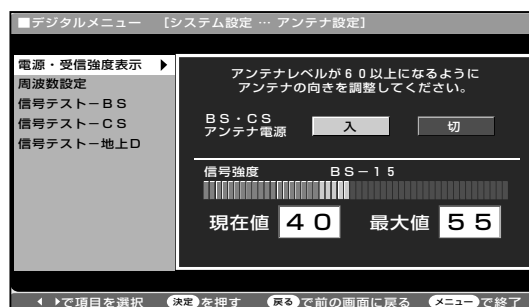 ■デジタルメニュー [システム設定 … アンテナ設定]
電源・受信強度表示
周波数設定
信号テスト－BS
信号テスト－CS
信号テスト－地上D
アンテナレベルが60以上になるように
アンテナの向きを調整してください。
BS・CS
アンテナ電源 入 切
信号強度 BS－15
現在値 40 最大値 55
で項目を選択 決定を押す 戻るで前の画面に戻る メニューで終了